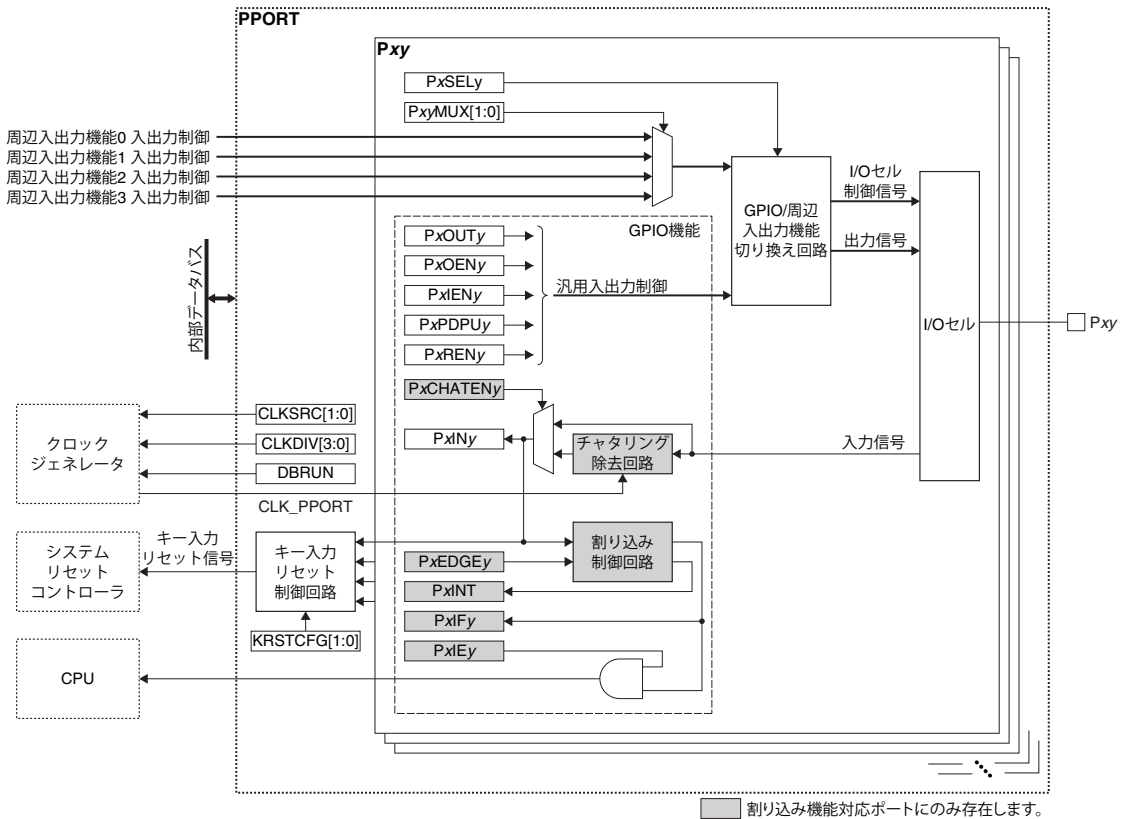 PPORT
Pxy
PxSELy
PxyMUX[1:0]
周辺入出力機能0 入出力制御
周辺入出力機能1 入出力制御
周辺入出力機能2 入出力制御
周辺入出力機能3 入出力制御
GPIO/周辺
入出力機能
切り換え回路
I/Oセル
制御信号
出力信号
I/Oセル
Pxy
内部データバス
GPIO機能
PxOUTy
PxOENy
PxIENy
PxPDPUy
PxRENy
汎用入出力制御
PxCHATENy
PxINy
チャタリング
除去回路
入力信号
クロック
ジェネレータ
CLKSRC[1:0]
CLKDIV[3:0]
DBRUN
CLK_PPORT
システム
リセット
コントローラ
キー入力
リセット信号
キー入力
リセット
制御回路
KRSTCFG[1:0]
割り込み
制御回路
PxEDGEy
PxINT
PxIFy
PxIEy
CPU
割り込み機能対応ポートにのみ存在します。